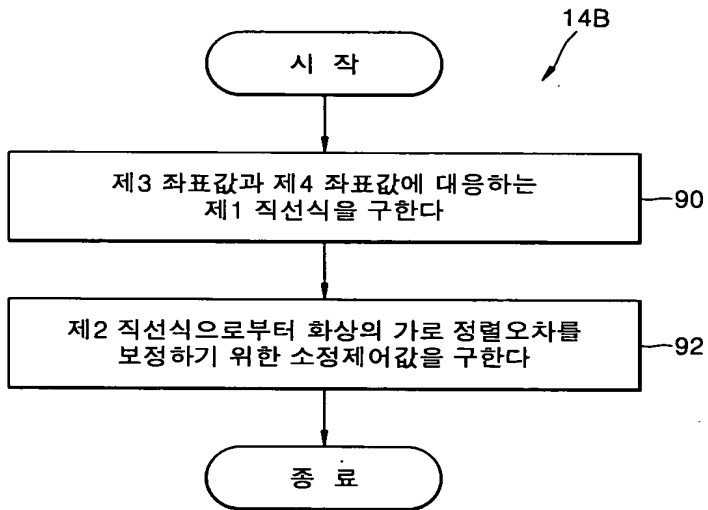 14B
시 작
제3 좌표값과 제4 좌표값에 대응하는
제1 직선식을 구한다
90
제2 직선식으로부터 화상의 가로 정렬오차를
보정하기 위한 소정제어값을 구한다
92
종 료